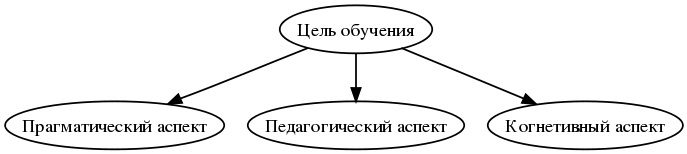 Цель обучения
Прагматический аспект
Педагогический аспект
Когнетивный аспект